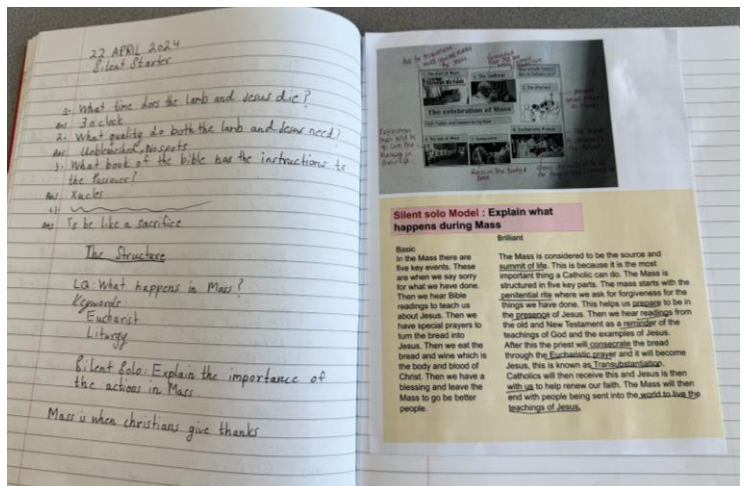 22 APRIL 2024
Silent Starter
1. What time does the lamb and Jesus die?
ans 3 o'clock
2. What quality do both the lamb and Jesus need?
ans Unbleached, No spots
3. What book of the bible has the instructions to
the Passover?
ans Xucles
4)
ans To be like a sacrifice
The Structure
LQ: What happens in Mass?
Keywords
Eucharist
Liturgy
Silent Solo: Explain the importance of
the actions in Mass.
Mass is when christians give thanks
The celebration of Mass
Silent solo Model : Explain what
happens during Mass
Basic
In the Mass there are
five key events. These
are when we say sorry
for what we have done.
Then we hear Bible
readings to teach us
about Jesus. Then we
have special prayers to
turn the bread into
Jesus. Then we eat the
bread and wine which is
the body and blood of
Christ. Then we have a
blessing and leave the
Mass to go be better
people.
Brilliant
The Mass is considered to be the source and
summit of life. This is because it is the most
important thing a Catholic can do. The Mass is
structured in five key parts. The mass starts with the
penitential rite where we ask for forgiveness for the
things we have done. This helps us prepare to be in
the presence of Jesus. Then we hear readings from
the old and New Testament as a reminder of the
teachings of God and the examples of Jesus.
After this the priest will consecrate the bread
through the Eucharistic prayer and it will become
Jesus, this is known as Transubstantiation.
Catholics will then receive this and Jesus is then
with us to help renew our faith. The Mass will then
end with people being sent into the world to live the
teachings of Jesus.